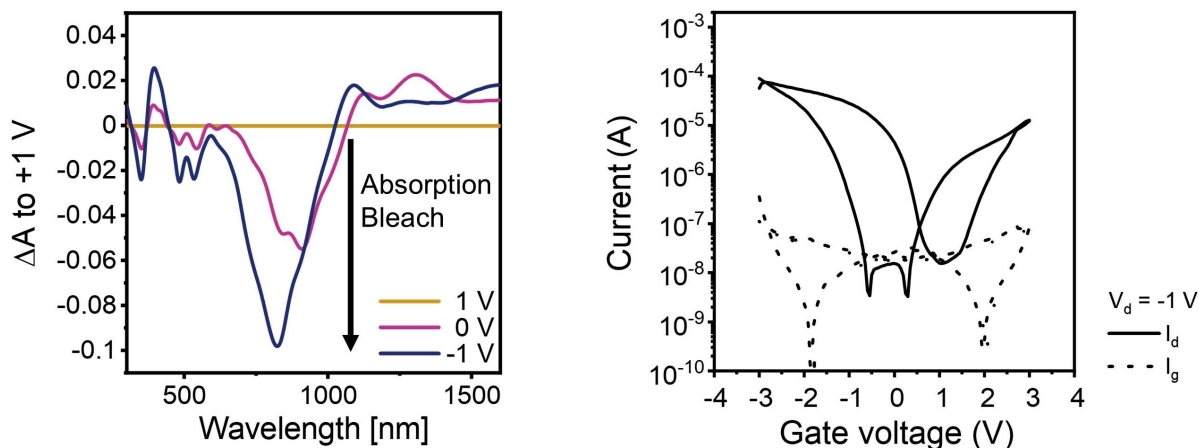 0.04
0.02
0
-0.02
-0.04
-0.06
-0.08
-0.1
ΔA to +1 V
Absorption
Bleach
1 V
0 V
-1 V
500
1000
1500
Wavelength [nm]
10⁻³
10⁻⁴
10⁻⁵
10⁻⁶
10⁻⁷
10⁻⁸
10⁻⁹
10⁻¹⁰
Current (A)
-4 -3 -2 -1 0 1 2 3 4
Gate voltage (V)
V_d = -1 V
I_d
I_g